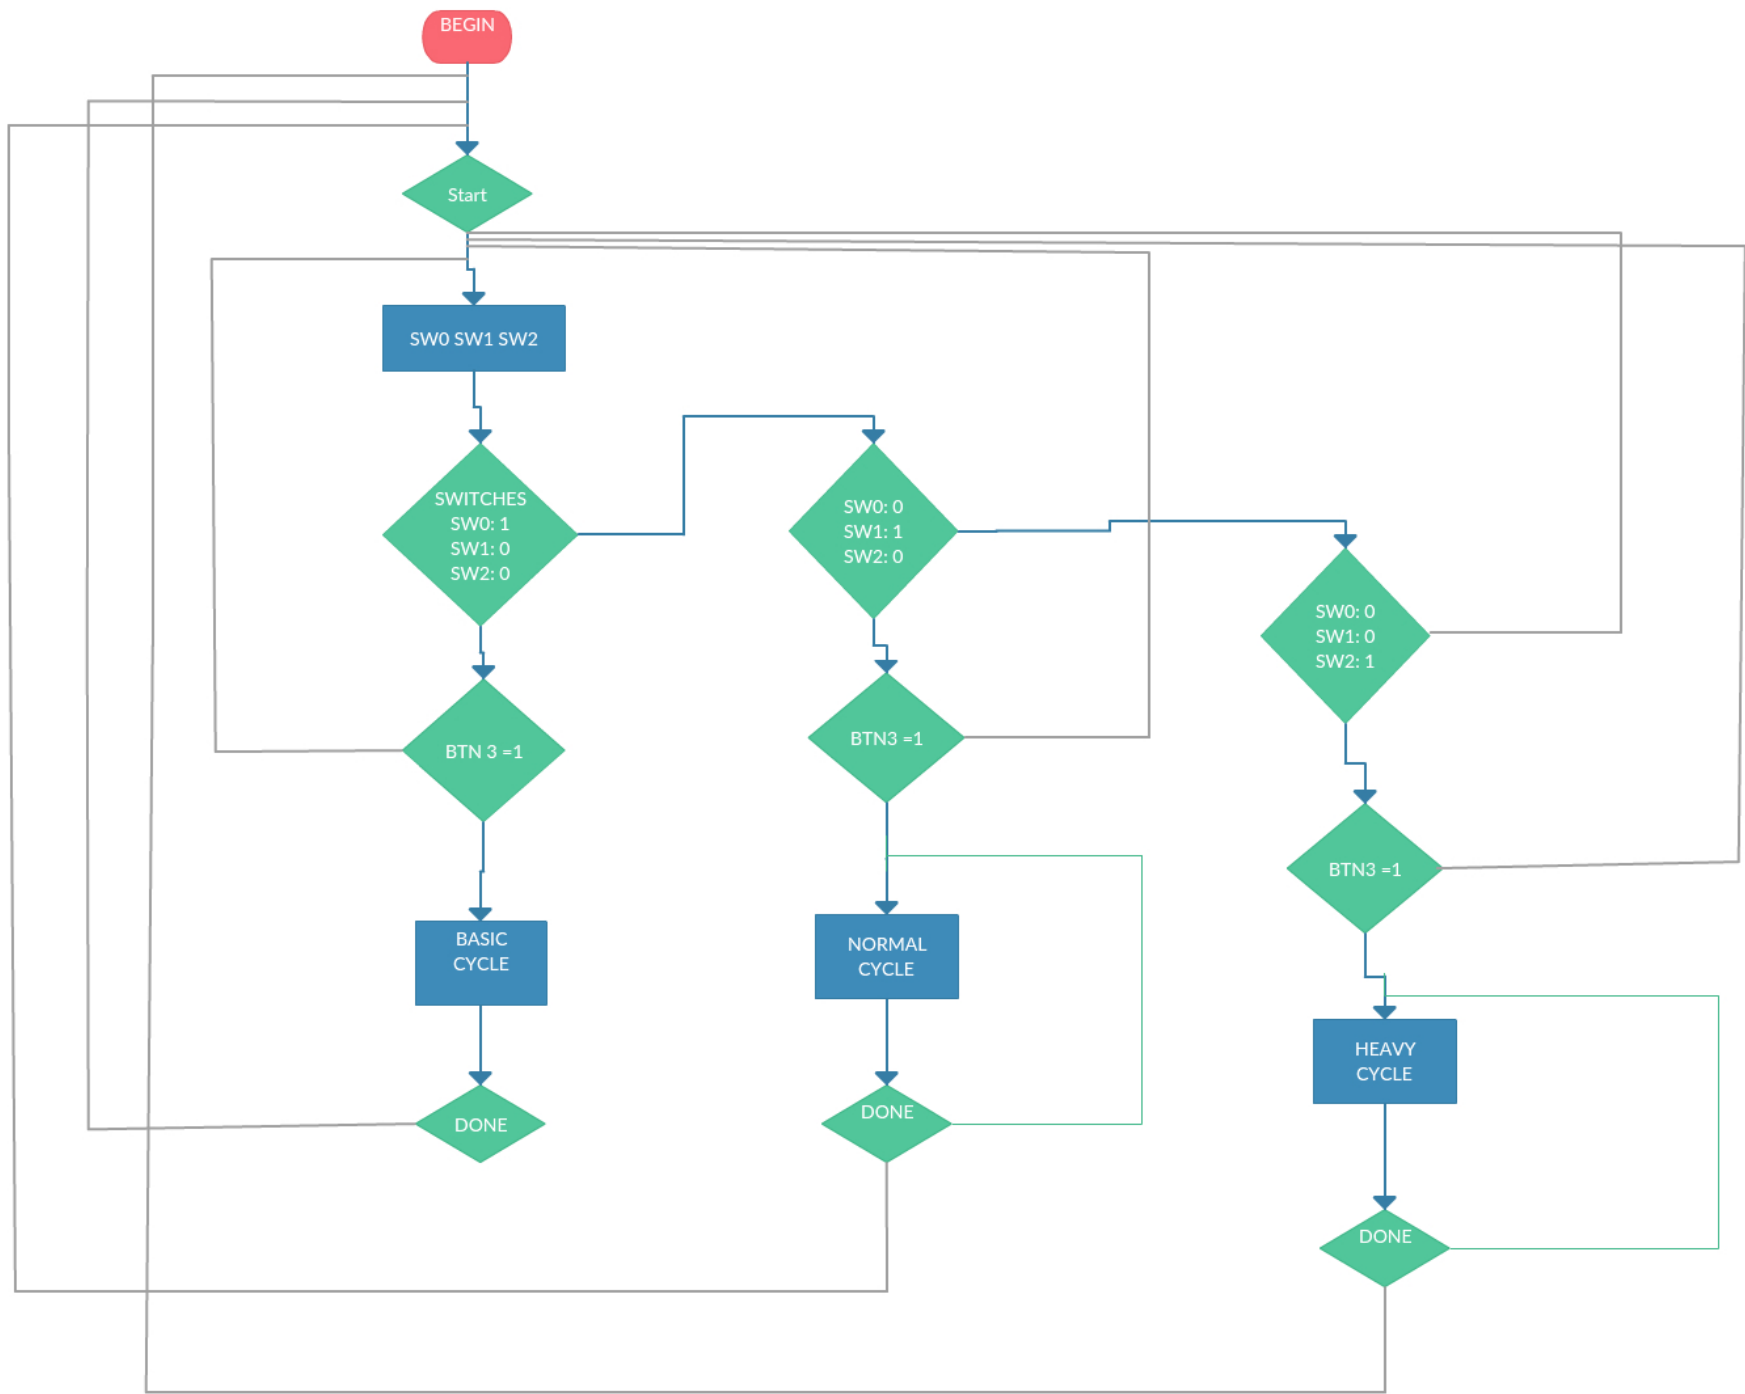 BEGIN
Start
SW0 SW1 SW2
SWITCHES
SW0: 1
SW1: 0
SW2: 0
SW0: 0
SW1: 1
SW2: 0
SW0: 0
SW1: 0
SW2: 1
BTN 3 =1
BTN3 =1
BTN3 =1
BASIC
CYCLE
NORMAL
CYCLE
HEAVY
CYCLE
DONE
DONE
DONE